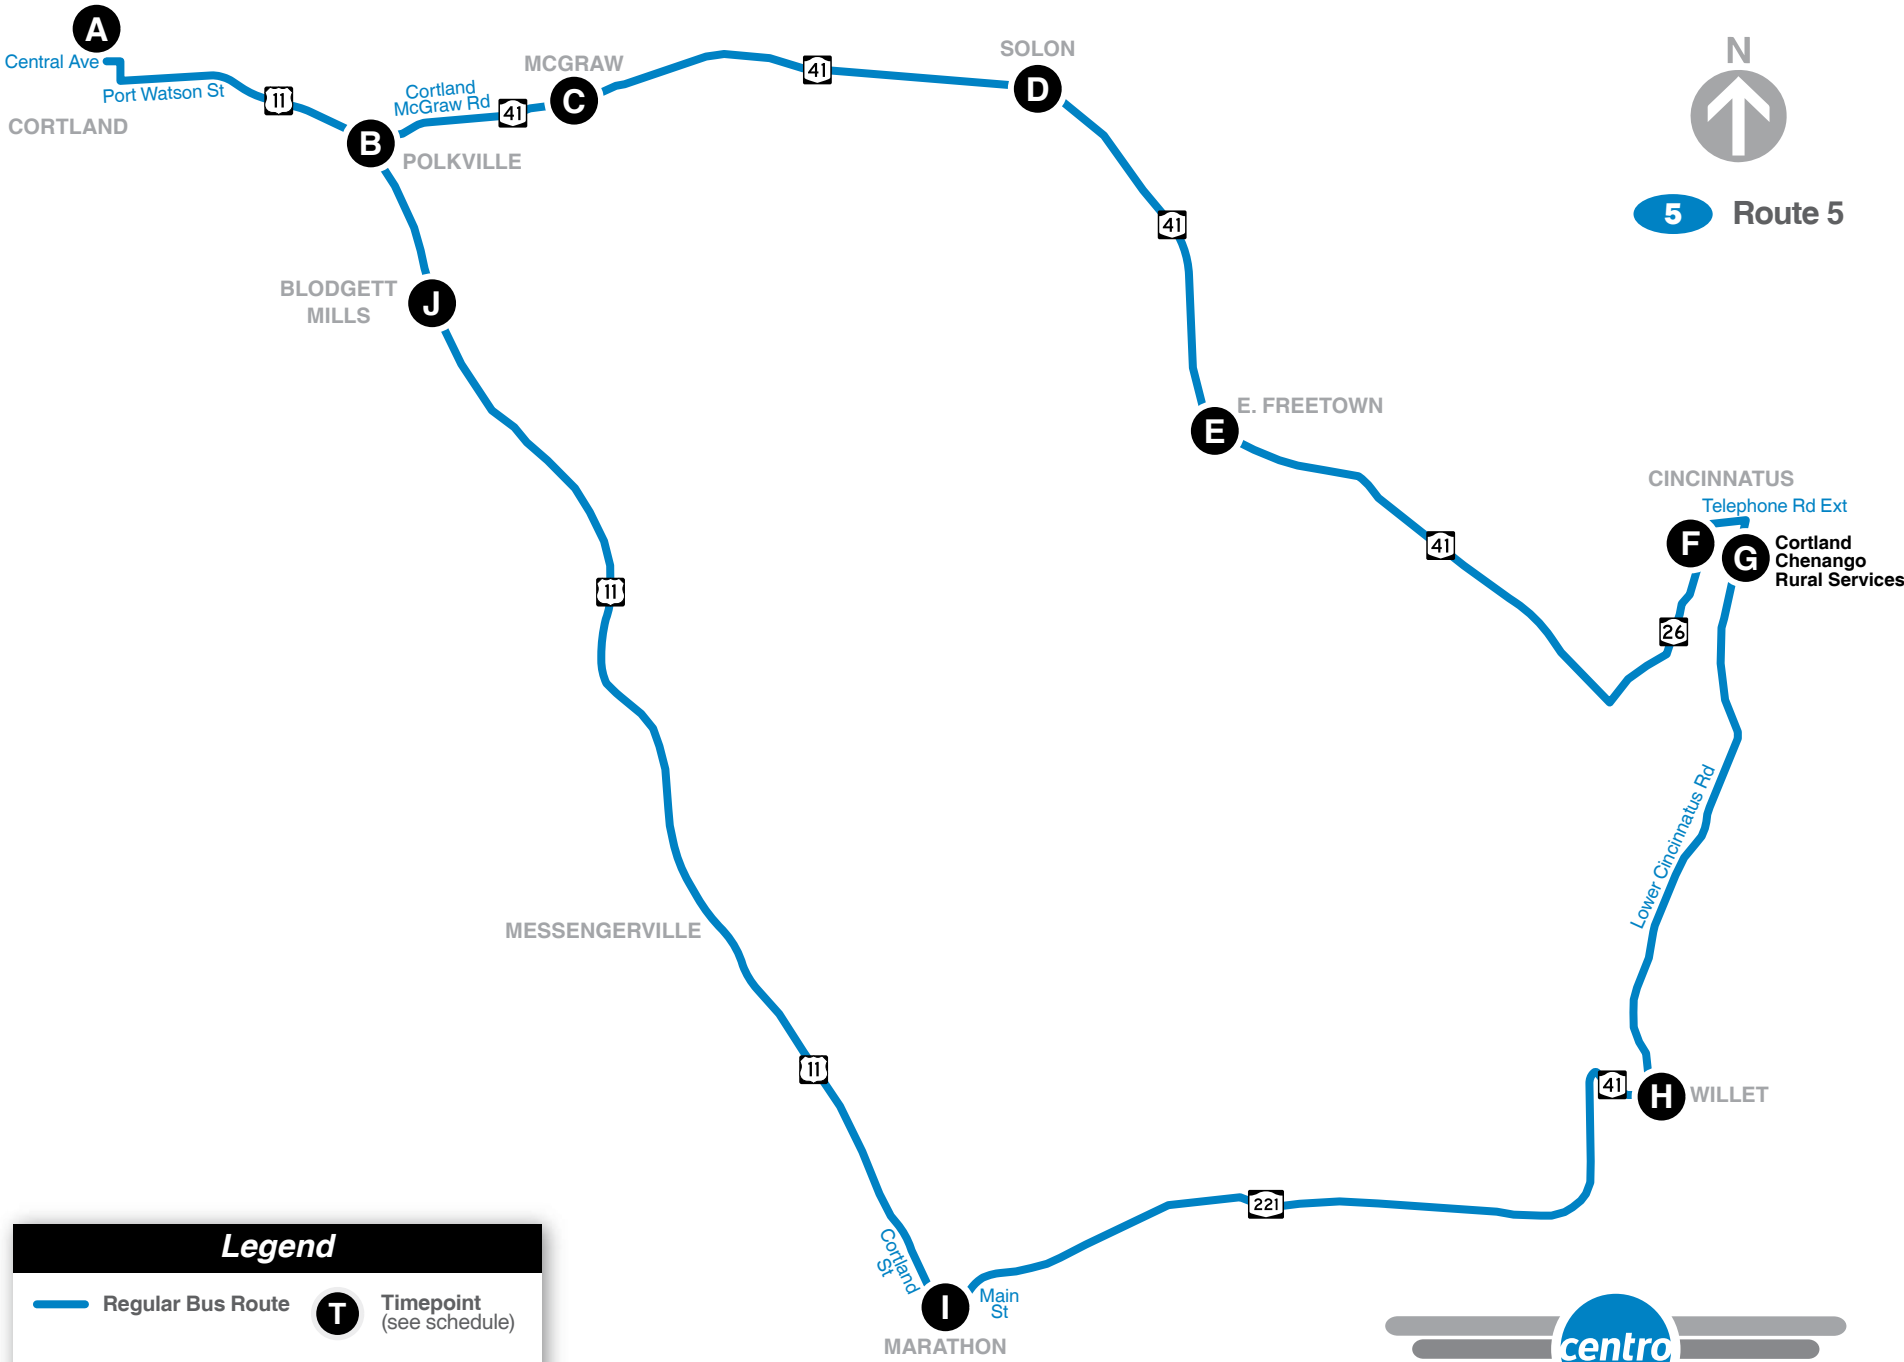 A
Central Ave
Port Watson St
11
CORTLAND
B
POLKVILLE
Cortland
McGraw Rd
41
MCGRAW
C
41
SOLON
D
N
5
Route 5
41
BLODGETT
MILLS
J
E
E. FREETOWN
41
CINCINNATUS
Telephone Rd Ext
F
G
Cortland
Chenango
Rural Services
26
11
Lower Cincinnatus Rd
MESSENGERVILLE
11
41
H
WILLET
221
Cortland
St
I
Main
St
MARATHON
Legend
Regular Bus Route
T
Timepoint
(see schedule)
centro